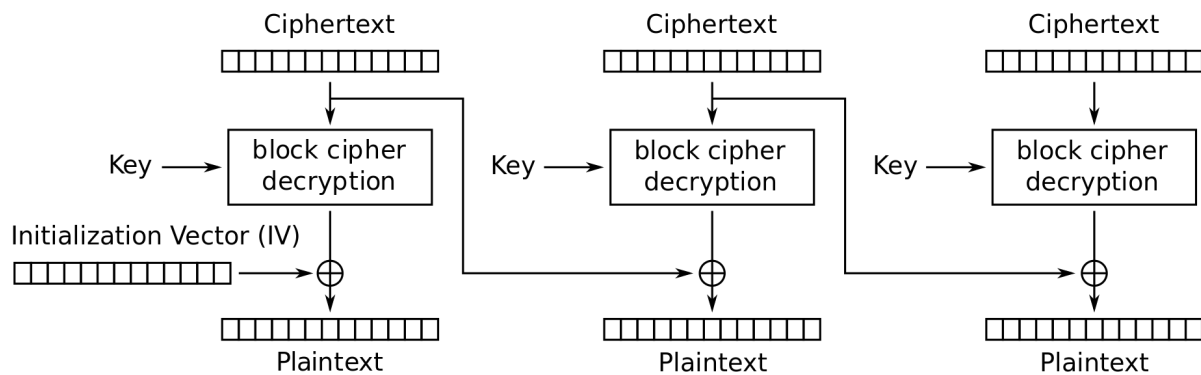 Ciphertext
Ciphertext
Ciphertext
Key
block cipher
decryption
Key
block cipher
decryption
Key
block cipher
decryption
Initialization Vector (IV)
Plaintext
Plaintext
Plaintext